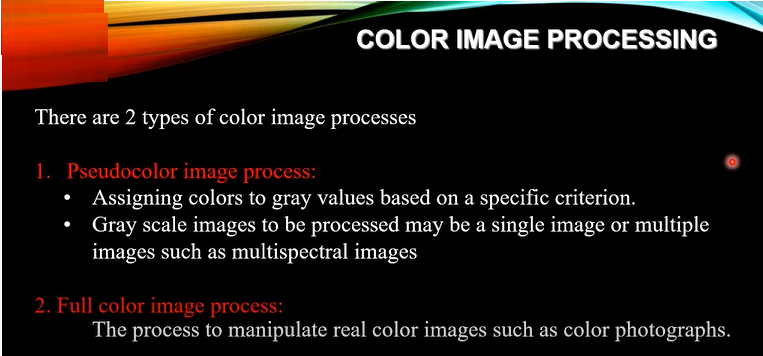 COLOR IMAGE PROCESSING
There are 2 types of color image processes
1. Pseudocolor image process:
• Assigning colors to gray values based on a specific criterion.
• Gray scale images to be processed may be a single image or multiple
images such as multispectral images
2. Full color image process:
The process to manipulate real color images such as color photographs.